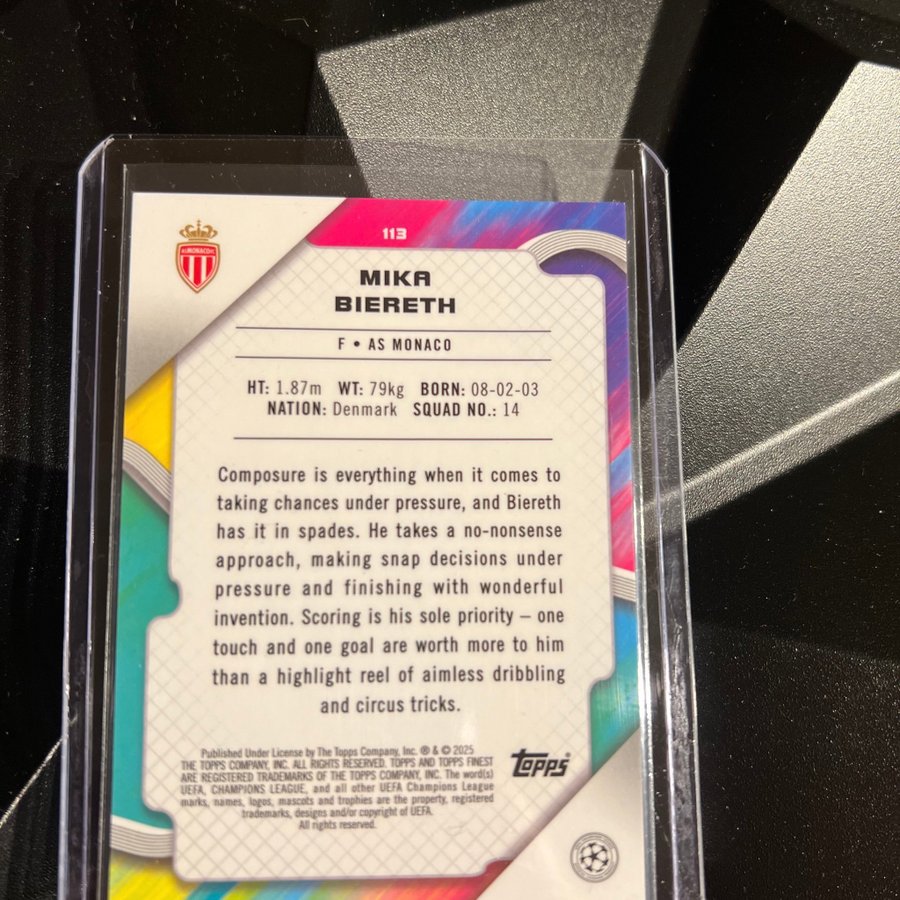 113
AS MONACO FC
MIKA
BIERETH
F • AS MONACO
HT: 1.87m WT: 79kg BORN: 08-02-03
NATION: Denmark SQUAD NO.: 14
Composure is everything when it comes to
taking chances under pressure, and Biereth
has it in spades. He takes a no-nonsense
approach, making snap decisions under
pressure and finishing with wonderful
invention. Scoring is his sole priority – one
touch and one goal are worth more to him
than a highlight reel of aimless dribbling
and circus tricks.
Published Under License by The Topps Company, Inc. ® & © 2025
THE TOPPS COMPANY, INC. ALL RIGHTS RESERVED. TOPPS AND TOPPS FINEST
ARE REGISTERED TRADEMARKS OF THE TOPPS COMPANY, INC. The word(s)
UEFA, CHAMPIONS LEAGUE, and all other UEFA Champions League
marks, names, logos, mascots and trophies are the property, registered
trademarks, designs and/or copyright of UEFA.
All rights reserved.
Topps®